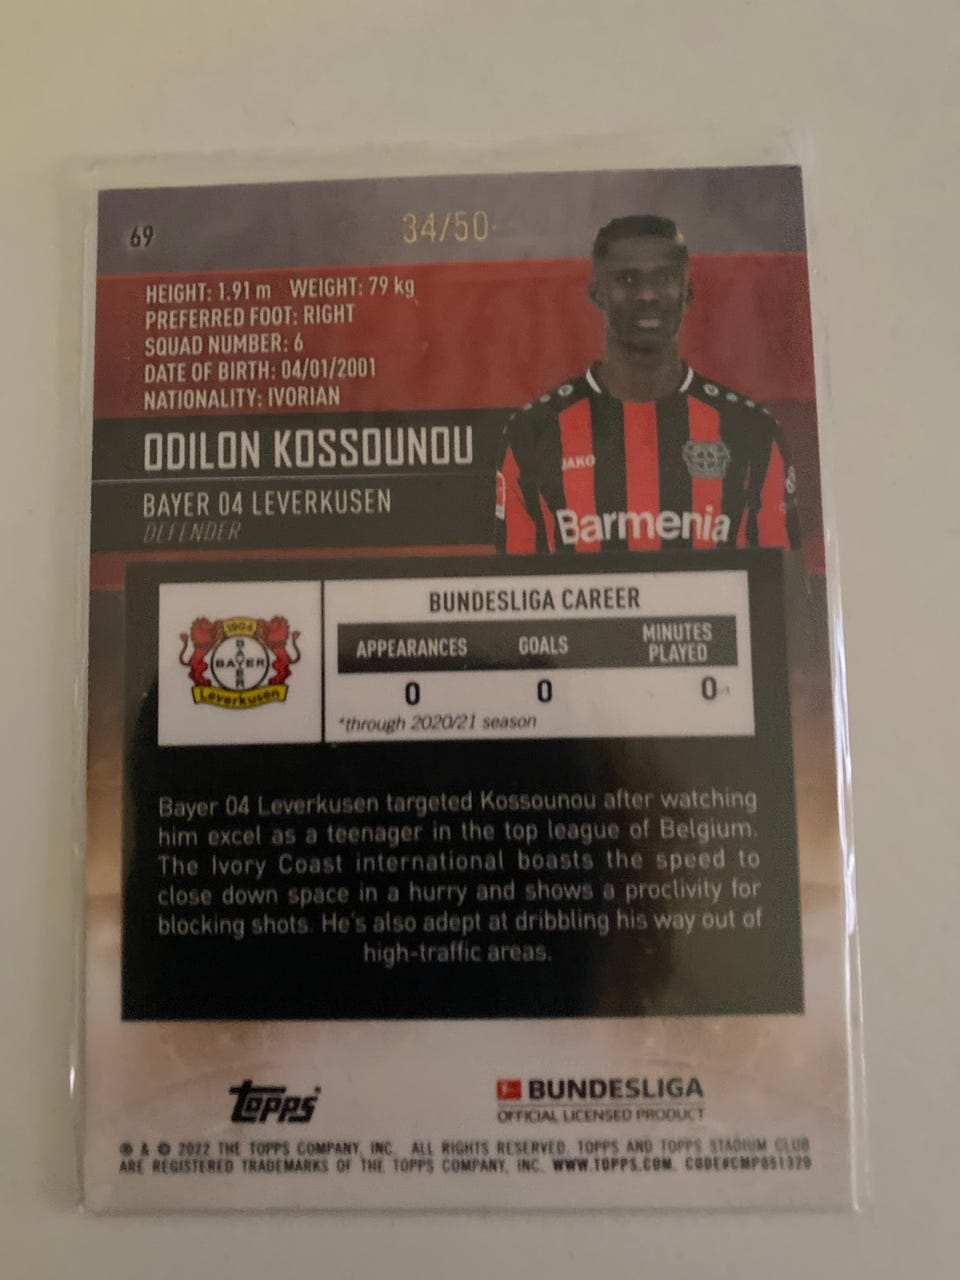 69
34/50
HEIGHT: 1.91 m WEIGHT: 79 kg
PREFERRED FOOT: RIGHT
SQUAD NUMBER: 6
DATE OF BIRTH: 04/01/2001
NATIONALITY: IVORIAN
ODILON KOSSOUNOU
BAYER 04 LEVERKUSEN
DEFENDER
JAKO
Barmenia
1904
BAYER
BAYER
Leverkusen
BUNDESLIGA CAREER
APPEARANCES GOALS MINUTES PLAYED
0 0 0
*through 2020/21 season
Bayer 04 Leverkusen targeted Kossounou after watching
him excel as a teenager in the top league of Belgium.
The Ivory Coast international boasts the speed to
close down space in a hurry and shows a proclivity for
blocking shots. He's also adept at dribbling his way out of
high-traffic areas.
Topps
BUNDESLIGA
OFFICIAL LICENSED PRODUCT
® & © 2022 THE TOPPS COMPANY, INC. ALL RIGHTS RESERVED. TOPPS AND TOPPS STADIUM CLUB
ARE REGISTERED TRADEMARKS OF THE TOPPS COMPANY, INC. WWW.TOPPS.COM. CODE#CMP051329